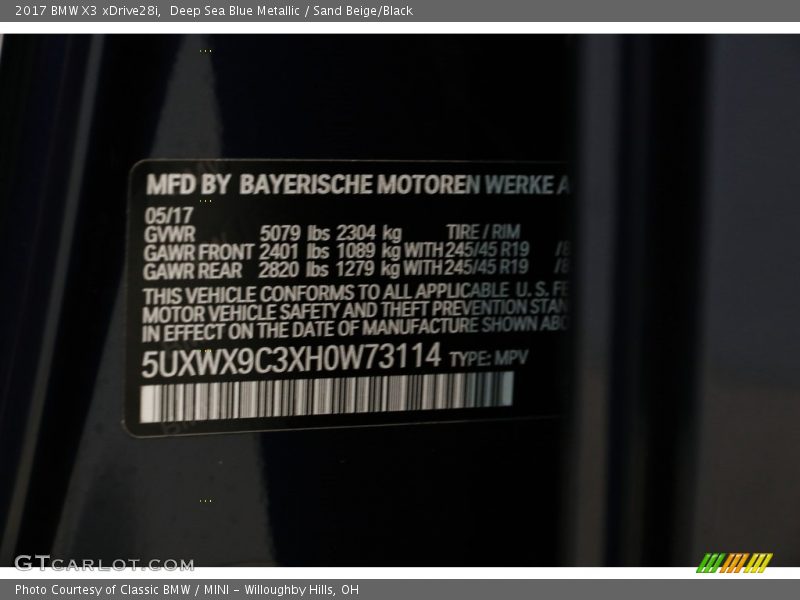 2017 BMW X3 xDrive28i, Deep Sea Blue Metallic / Sand Beige/Black
MFD BY BAYERISCHE MOTOREN WERKE A
05/17
GVWR 5079 lbs 2304 kg TIRE / RIM
GAWR FRONT 2401 lbs 1089 kg WITH 245/45 R19 /8
GAWR REAR 2820 lbs 1279 kg WITH 245/45 R19 /8
THIS VEHICLE CONFORMS TO ALL APPLICABLE U. S. FE
MOTOR VEHICLE SAFETY AND THEFT PREVENTION STAN
IN EFFECT ON THE DATE OF MANUFACTURE SHOWN ABO
5UXWX9C3XH0W73114 TYPE: MPV
GTCARLOT.COM
Photo Courtesy of Classic BMW / MINI - Willoughby Hills, OH